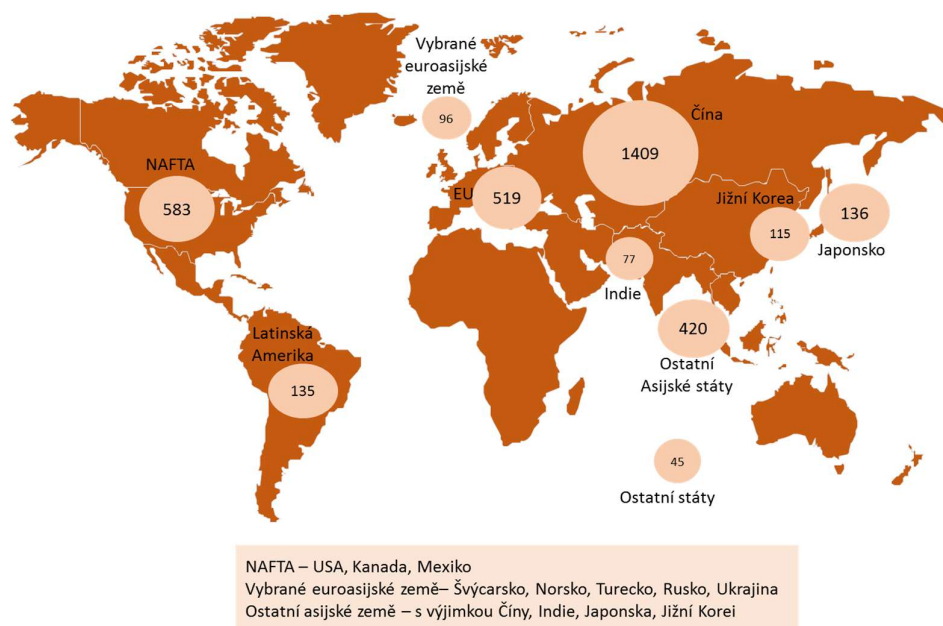 Vybrané
euroasijské
země
96
Čína
1409
NAFTA
583
EU
519
Jižní Korea
115
136
Japonsko
77
Indie
420
Ostatní
Asijské státy
Latinská
Amerika
135
45
Ostatní státy
NAFTA – USA, Kanada, Mexiko
Vybrané euroasijské země– Švýcarsko, Norsko, Turecko, Rusko, Ukrajina
Ostatní asijské země – s výjimkou Číny, Indie, Japonska, Jižní Korei